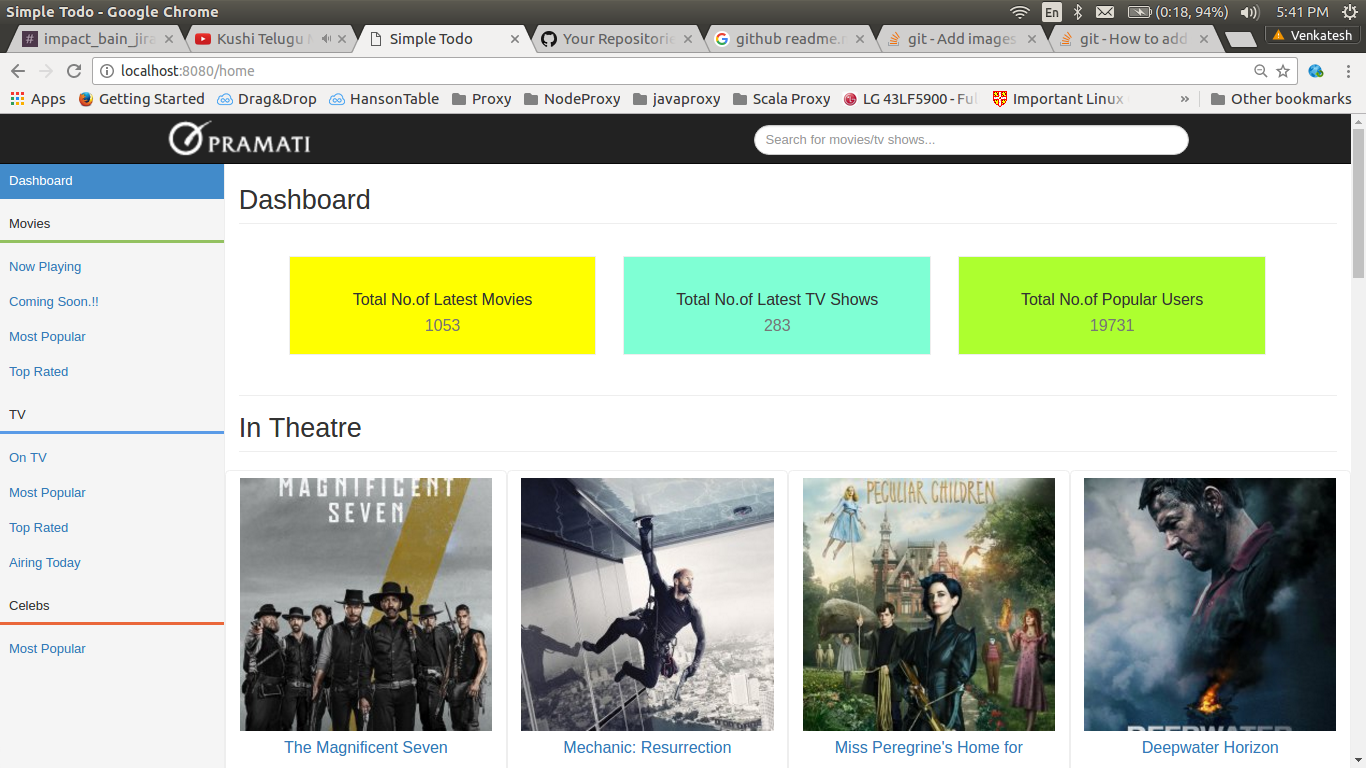 Simple Todo - Google Chrome
En
(0:18, 94%)
5:41 PM
impact_bain_jira
Kushi Telugu
Simple Todo
Your Repositorie
github readme.m
git - Add images
git - How to add
Venkatesh
localhost:8080/home
Apps
Getting Started
Drag&Drop
HansonTable
Proxy
NodeProxy
javaproxy
Scala Proxy
LG 43LF5900 - Ful
Important Linux
»
Other bookmarks
PRAMATI
Search for movies/tv shows...
Dashboard
Movies
Now Playing
Coming Soon.!!
Most Popular
Top Rated
TV
On TV
Most Popular
Top Rated
Airing Today
Celebs
Most Popular
Dashboard
Total No.of Latest Movies
1053
Total No.of Latest TV Shows
283
Total No.of Popular Users
19731
In Theatre
MAGNIFICENT
SEVEN
The Magnificent Seven
Mechanic: Resurrection
PECULIAR CHILDREN
Miss Peregrine's Home for
DEEPWATER
Deepwater Horizon